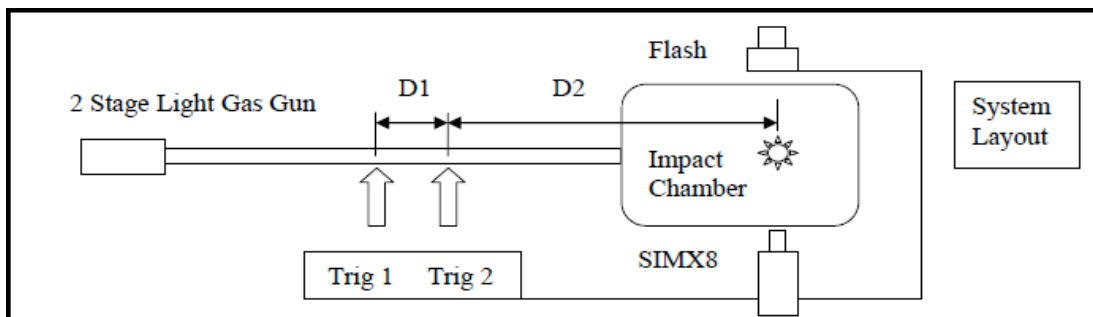 Flash
D1
D2
2 Stage Light Gas Gun
System
Layout
Impact
Chamber
SIMX8
Trig 1
Trig 2